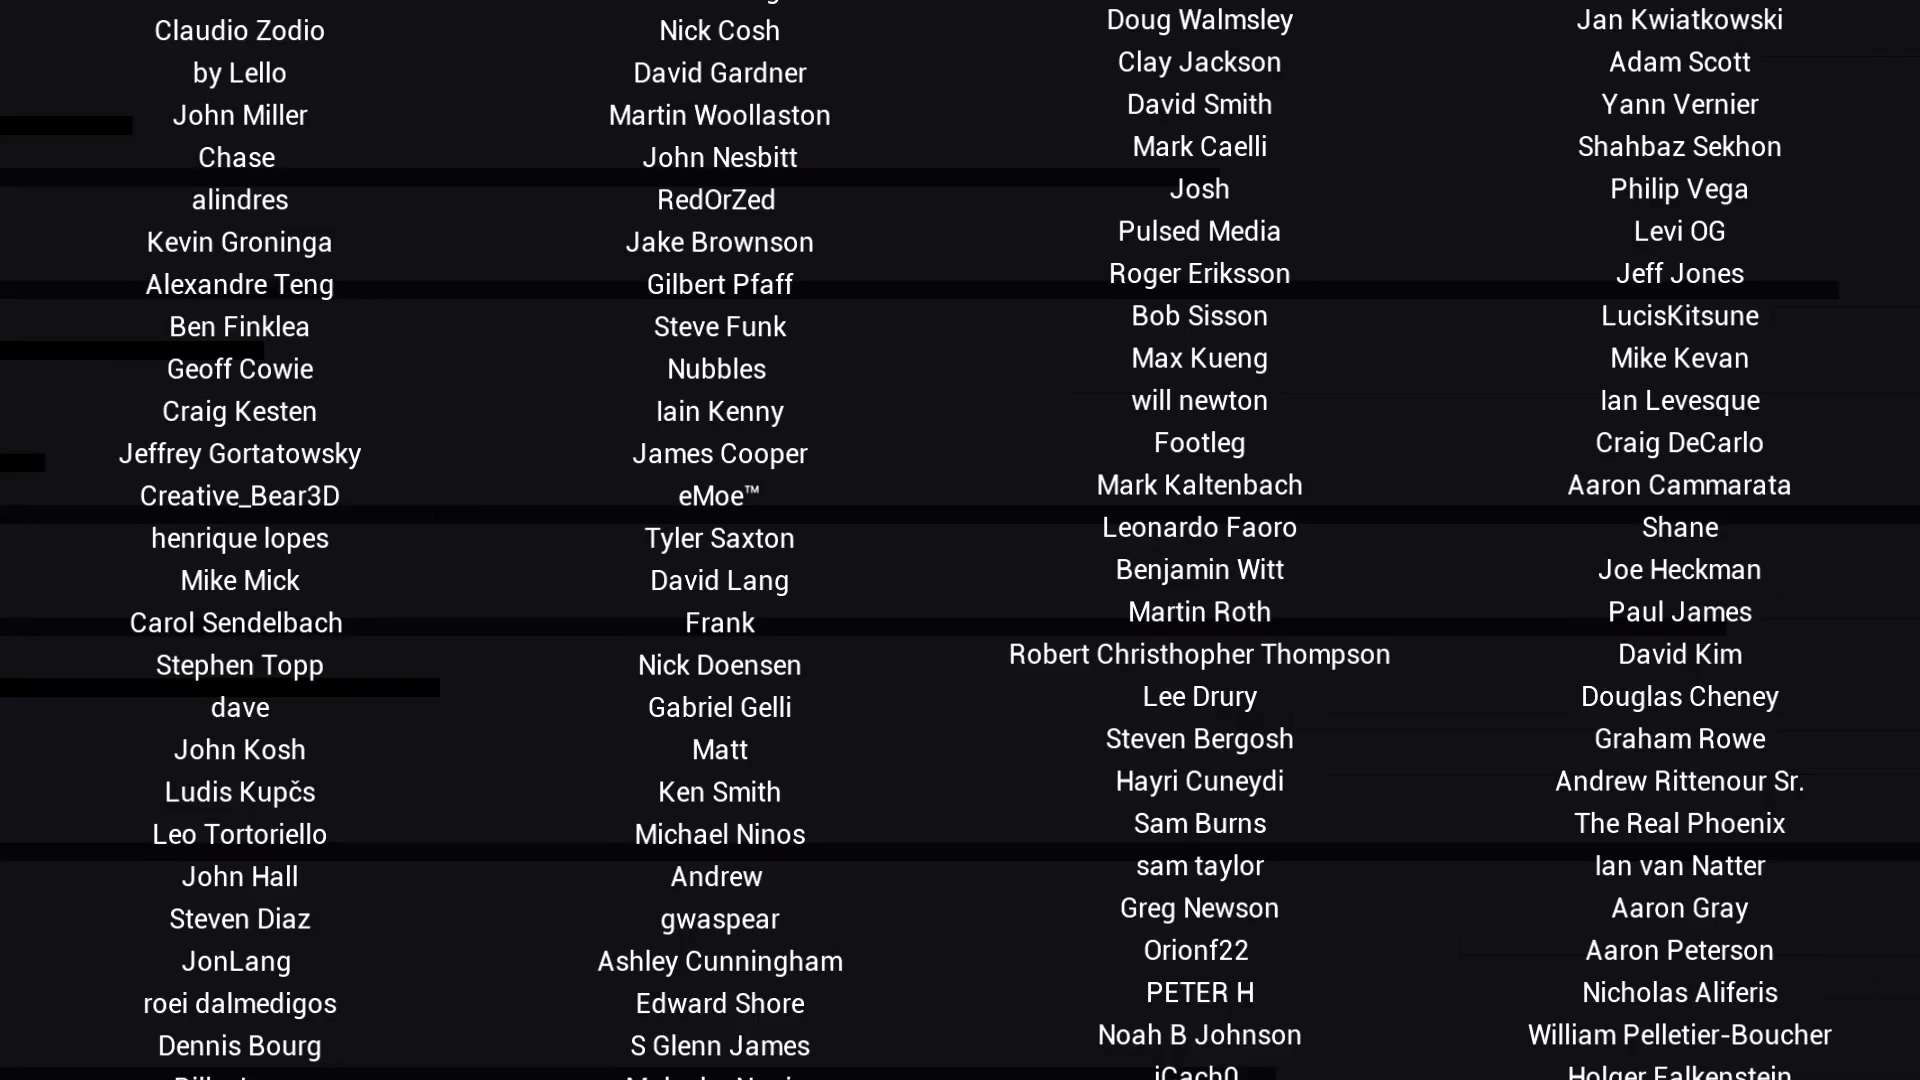 Claudio Zodio
by Lello
John Miller
Chase
alindres
Kevin Groninga
Alexandre Teng
Ben Finklea
Geoff Cowie
Craig Kesten
Jeffrey Gortatowsky
Creative_Bear3D
henrique lopes
Mike Mick
Carol Sendelbach
Stephen Topp
dave
John Kosh
Ludis Kupčs
Leo Tortoriello
John Hall
Steven Diaz
JonLang
roei dalmedigos
Dennis Bourg
Nick Cosh
David Gardner
Martin Woollaston
John Nesbitt
RedOrZed
Jake Brownson
Gilbert Pfaff
Steve Funk
Nubbles
Iain Kenny
James Cooper
eMoe™
Tyler Saxton
David Lang
Frank
Nick Doensen
Gabriel Gelli
Matt
Ken Smith
Michael Ninos
Andrew
gwaspear
Ashley Cunningham
Edward Shore
S Glenn James
Doug Walmsley
Clay Jackson
David Smith
Mark Caelli
Josh
Pulsed Media
Roger Eriksson
Bob Sisson
Max Kueng
will newton
Footleg
Mark Kaltenbach
Leonardo Faoro
Benjamin Witt
Martin Roth
Robert Christhopher Thompson
Lee Drury
Steven Bergosh
Hayri Cuneydi
Sam Burns
sam taylor
Greg Newson
Orionf22
PETER H
Noah B Johnson
iCach0
Jan Kwiatkowski
Adam Scott
Yann Vernier
Shahbaz Sekhon
Philip Vega
Levi OG
Jeff Jones
LucisKitsune
Mike Kevan
Ian Levesque
Craig DeCarlo
Aaron Cammarata
Shane
Joe Heckman
Paul James
David Kim
Douglas Cheney
Graham Rowe
Andrew Rittenour Sr.
The Real Phoenix
Ian van Natter
Aaron Gray
Aaron Peterson
Nicholas Aliferis
William Pelletier-Boucher
Holger Falkenstein